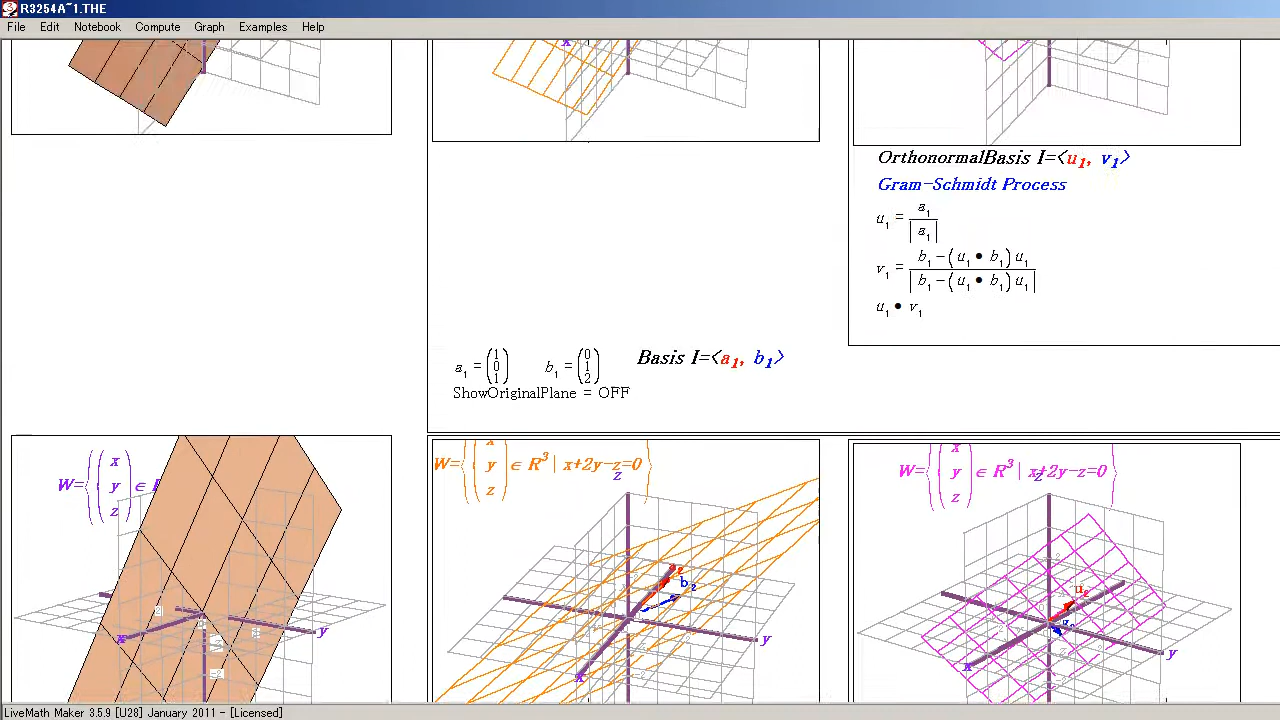 R3254A~1.THE
File Edit Notebook Compute Graph Examples Help
x
OrthonormalBasis I=<u₁, v₁>
Gram-Schmidt Process
u₁ = a₁ / |a₁|
v₁ = b₁-(u₁•b₁)u₁ / |b₁-(u₁•b₁)u₁|
u₁ • v₁
a₁ = (1 0 1) b₁ = (0 1 2) Basis I=<a₁, b₁>
ShowOriginalPlane = OFF
W={(x y z) ∈ R
x y
-2
W={(x y z) ∈ R³ | x+2y-z=0
z
b₂
x y
W={(x y z) ∈ R³ | x+2y-z=0}
z
u₂
x y
LiveMath Maker 3.5.9 [U28] January 2011 - [Licensed]